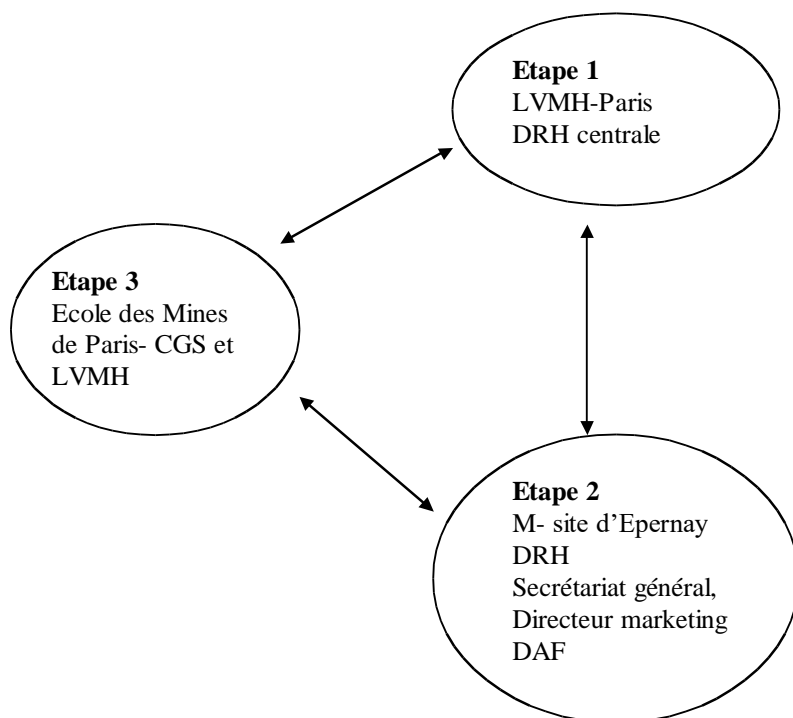 Etape 1
LVMH-Paris
DRH centrale
Etape 3
Ecole des Mines
de Paris- CGS et
LVMH
Etape 2
M- site d’Epernay
DRH
Secrétariat général,
Directeur marketing
DAF